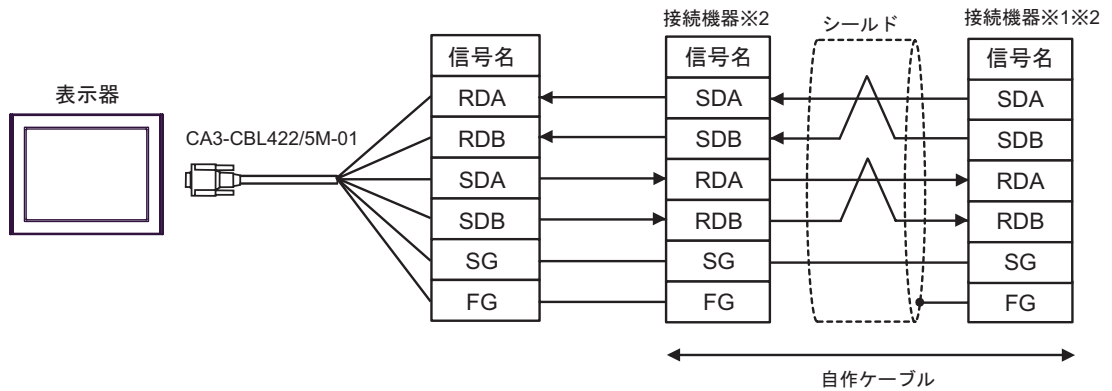 接続機器※2
シールド
接続機器※1※2
表示器
CA3-CBL422/5M-01
信号名
RDA
RDB
SDA
SDB
SG
FG
信号名
SDA
SDB
RDA
RDB
SG
FG
信号名
SDA
SDB
RDA
RDB
SG
FG
自作ケーブル